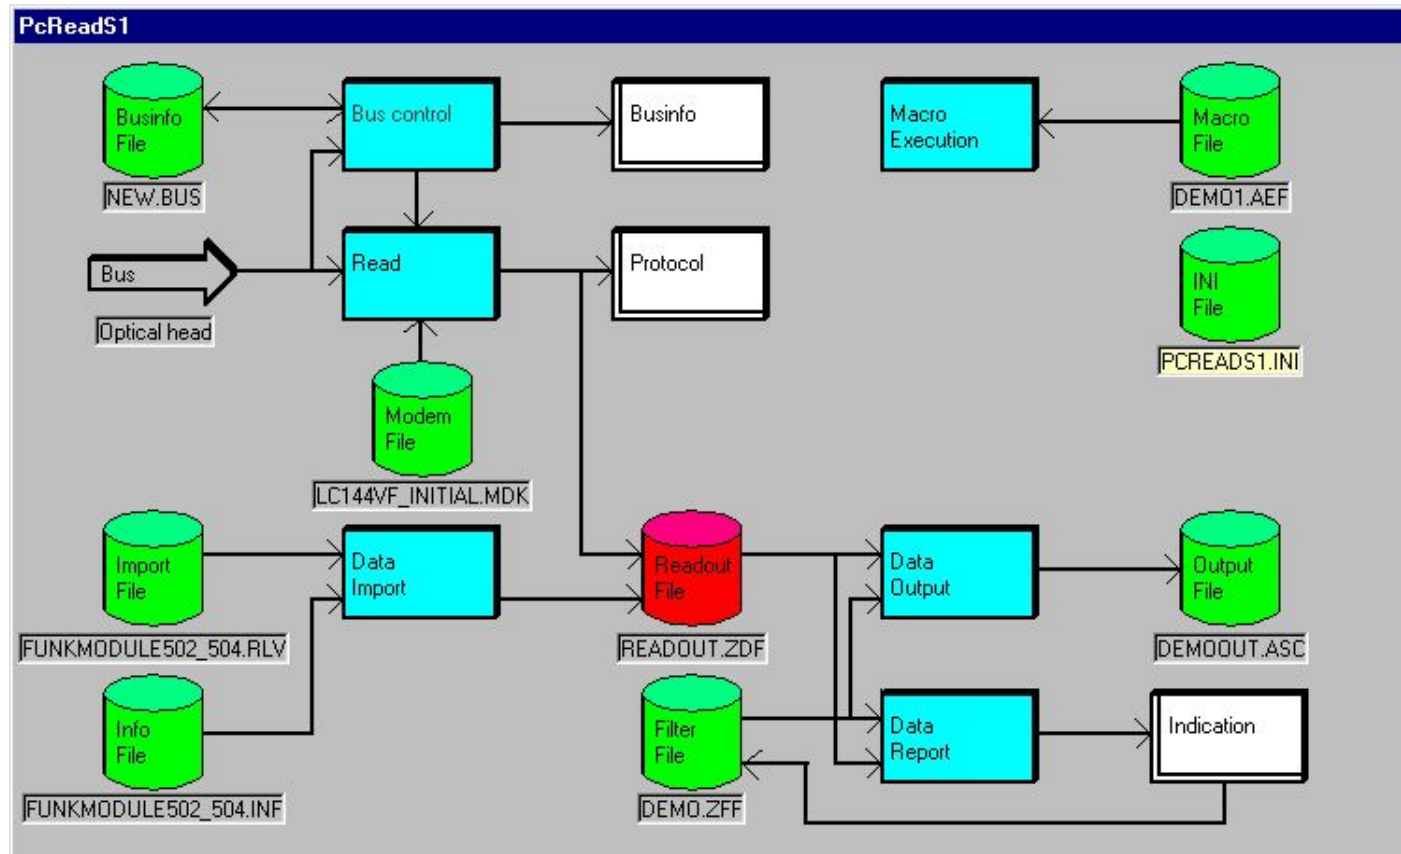 PcReadS1
Businfo
File
NEW.BUS
Bus control
Businfo
Macro
Execution
Macro
File
DEMO1.AEF
Bus
Optical head
Read
Protocol
INI
File
PCREADS1.INI
Modem
File
LC144VF_INITIAL.MDK
Import
File
FUNKMODULE502_504.RLV
Data
Import
Readout
File
READOUT.ZDF
Data
Output
Output
File
DEMOOUT.ASC
Info
File
FUNKMODULE502_504.INF
Filter
File
DEMO.ZFF
Data
Report
Indication